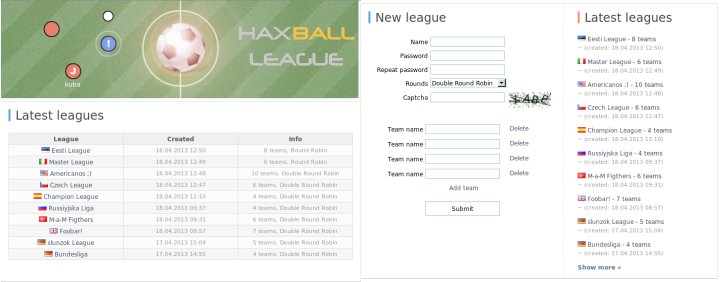 HAXBALL
LEAGUE
!
J
kuba
Latest leagues
League Created Info
Eesti League 18.04.2013 12:50 8 teams, Round Robin
Master League 18.04.2013 12:49 6 teams, Round Robin
Americanos ;) 18.04.2013 12:48 10 teams, Double Round Robin
Czech League 18.04.2013 12:47 6 teams, Double Round Robin
Champion League 18.04.2013 12:10 4 teams, Double Round Robin
Russiyjska Liga 18.04.2013 09:37 4 teams, Double Round Robin
M-a-M Figthers 18.04.2013 09:31 6 teams, Double Round Robin
Foobar! 18.04.2013 08:57 7 teams, Double Round Robin
slunzok League 17.04.2013 15:04 5 teams, Double Round Robin
Bundesliga 17.04.2013 14:55 4 teams, Double Round Robin
New league
Name
Password
Repeat password
Rounds Double Round Robin
Captcha
Team name Delete
Team name Delete
Team name Delete
Team name Delete
Add team
Submit
Latest leagues
Eesti League - 8 teams
— (created: 18.04.2013 12:50)
Master League - 6 teams
— (created: 18.04.2013 12:49)
Americanos ;) - 10 teams
— (created: 18.04.2013 12:48)
Czech League - 6 teams
— (created: 18.04.2013 12:47)
Champion League - 4 teams
— (created: 18.04.2013 12:10)
Russiyjska Liga - 4 teams
— (created: 18.04.2013 09:37)
M-a-M Figthers - 6 teams
— (created: 18.04.2013 09:31)
Foobar! - 7 teams
— (created: 18.04.2013 08:57)
slunzok League - 5 teams
— (created: 17.04.2013 15:04)
Bundesliga - 4 teams
— (created: 17.04.2013 14:55)
Show more »